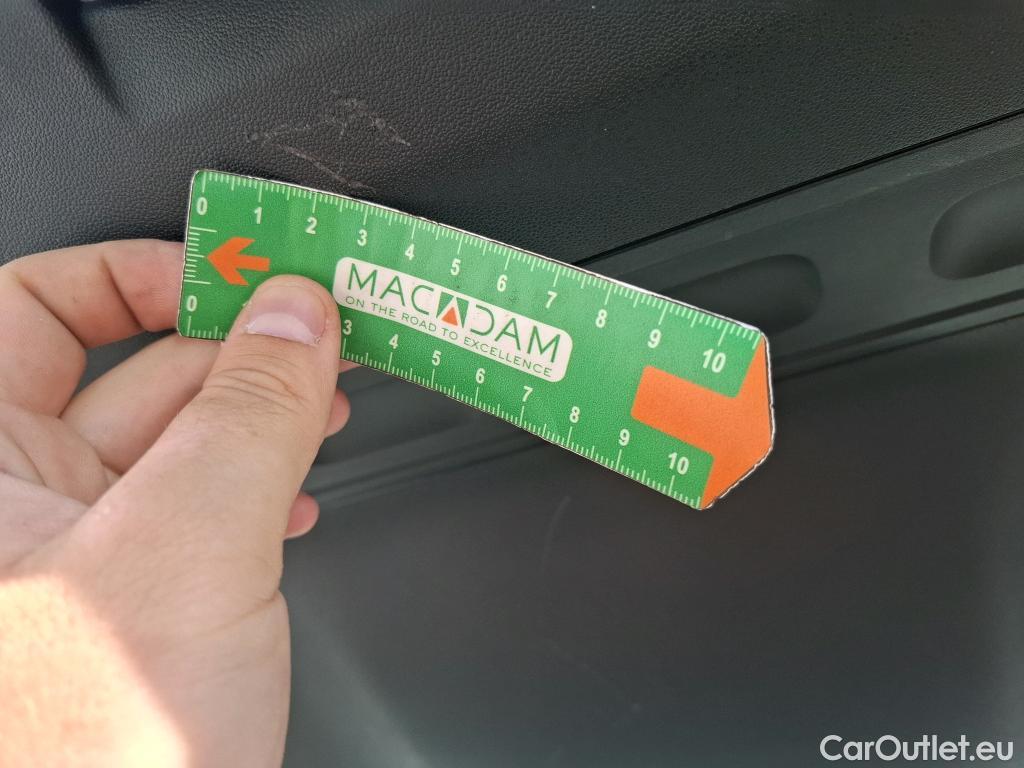 0 1 2 3 4 5 6 7 8 9 10
MACADAM
ON THE ROAD TO EXCELLENCE
0 3 4 5 6 7 8 9 10
CarOutlet.eu